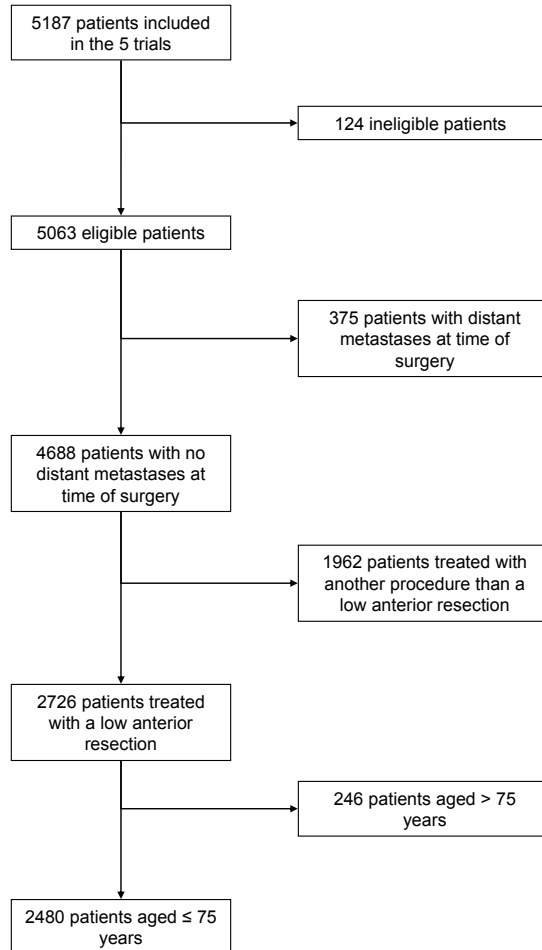 5187 patients included
in the 5 trials
124 ineligible patients
5063 eligible patients
375 patients with distant
metastases at time of
surgery
4688 patients with no
distant metastases at
time of surgery
1962 patients treated with
another procedure than a
low anterior resection
2726 patients treated
with a low anterior
resection
246 patients aged > 75
years
2480 patients aged ≤ 75
years